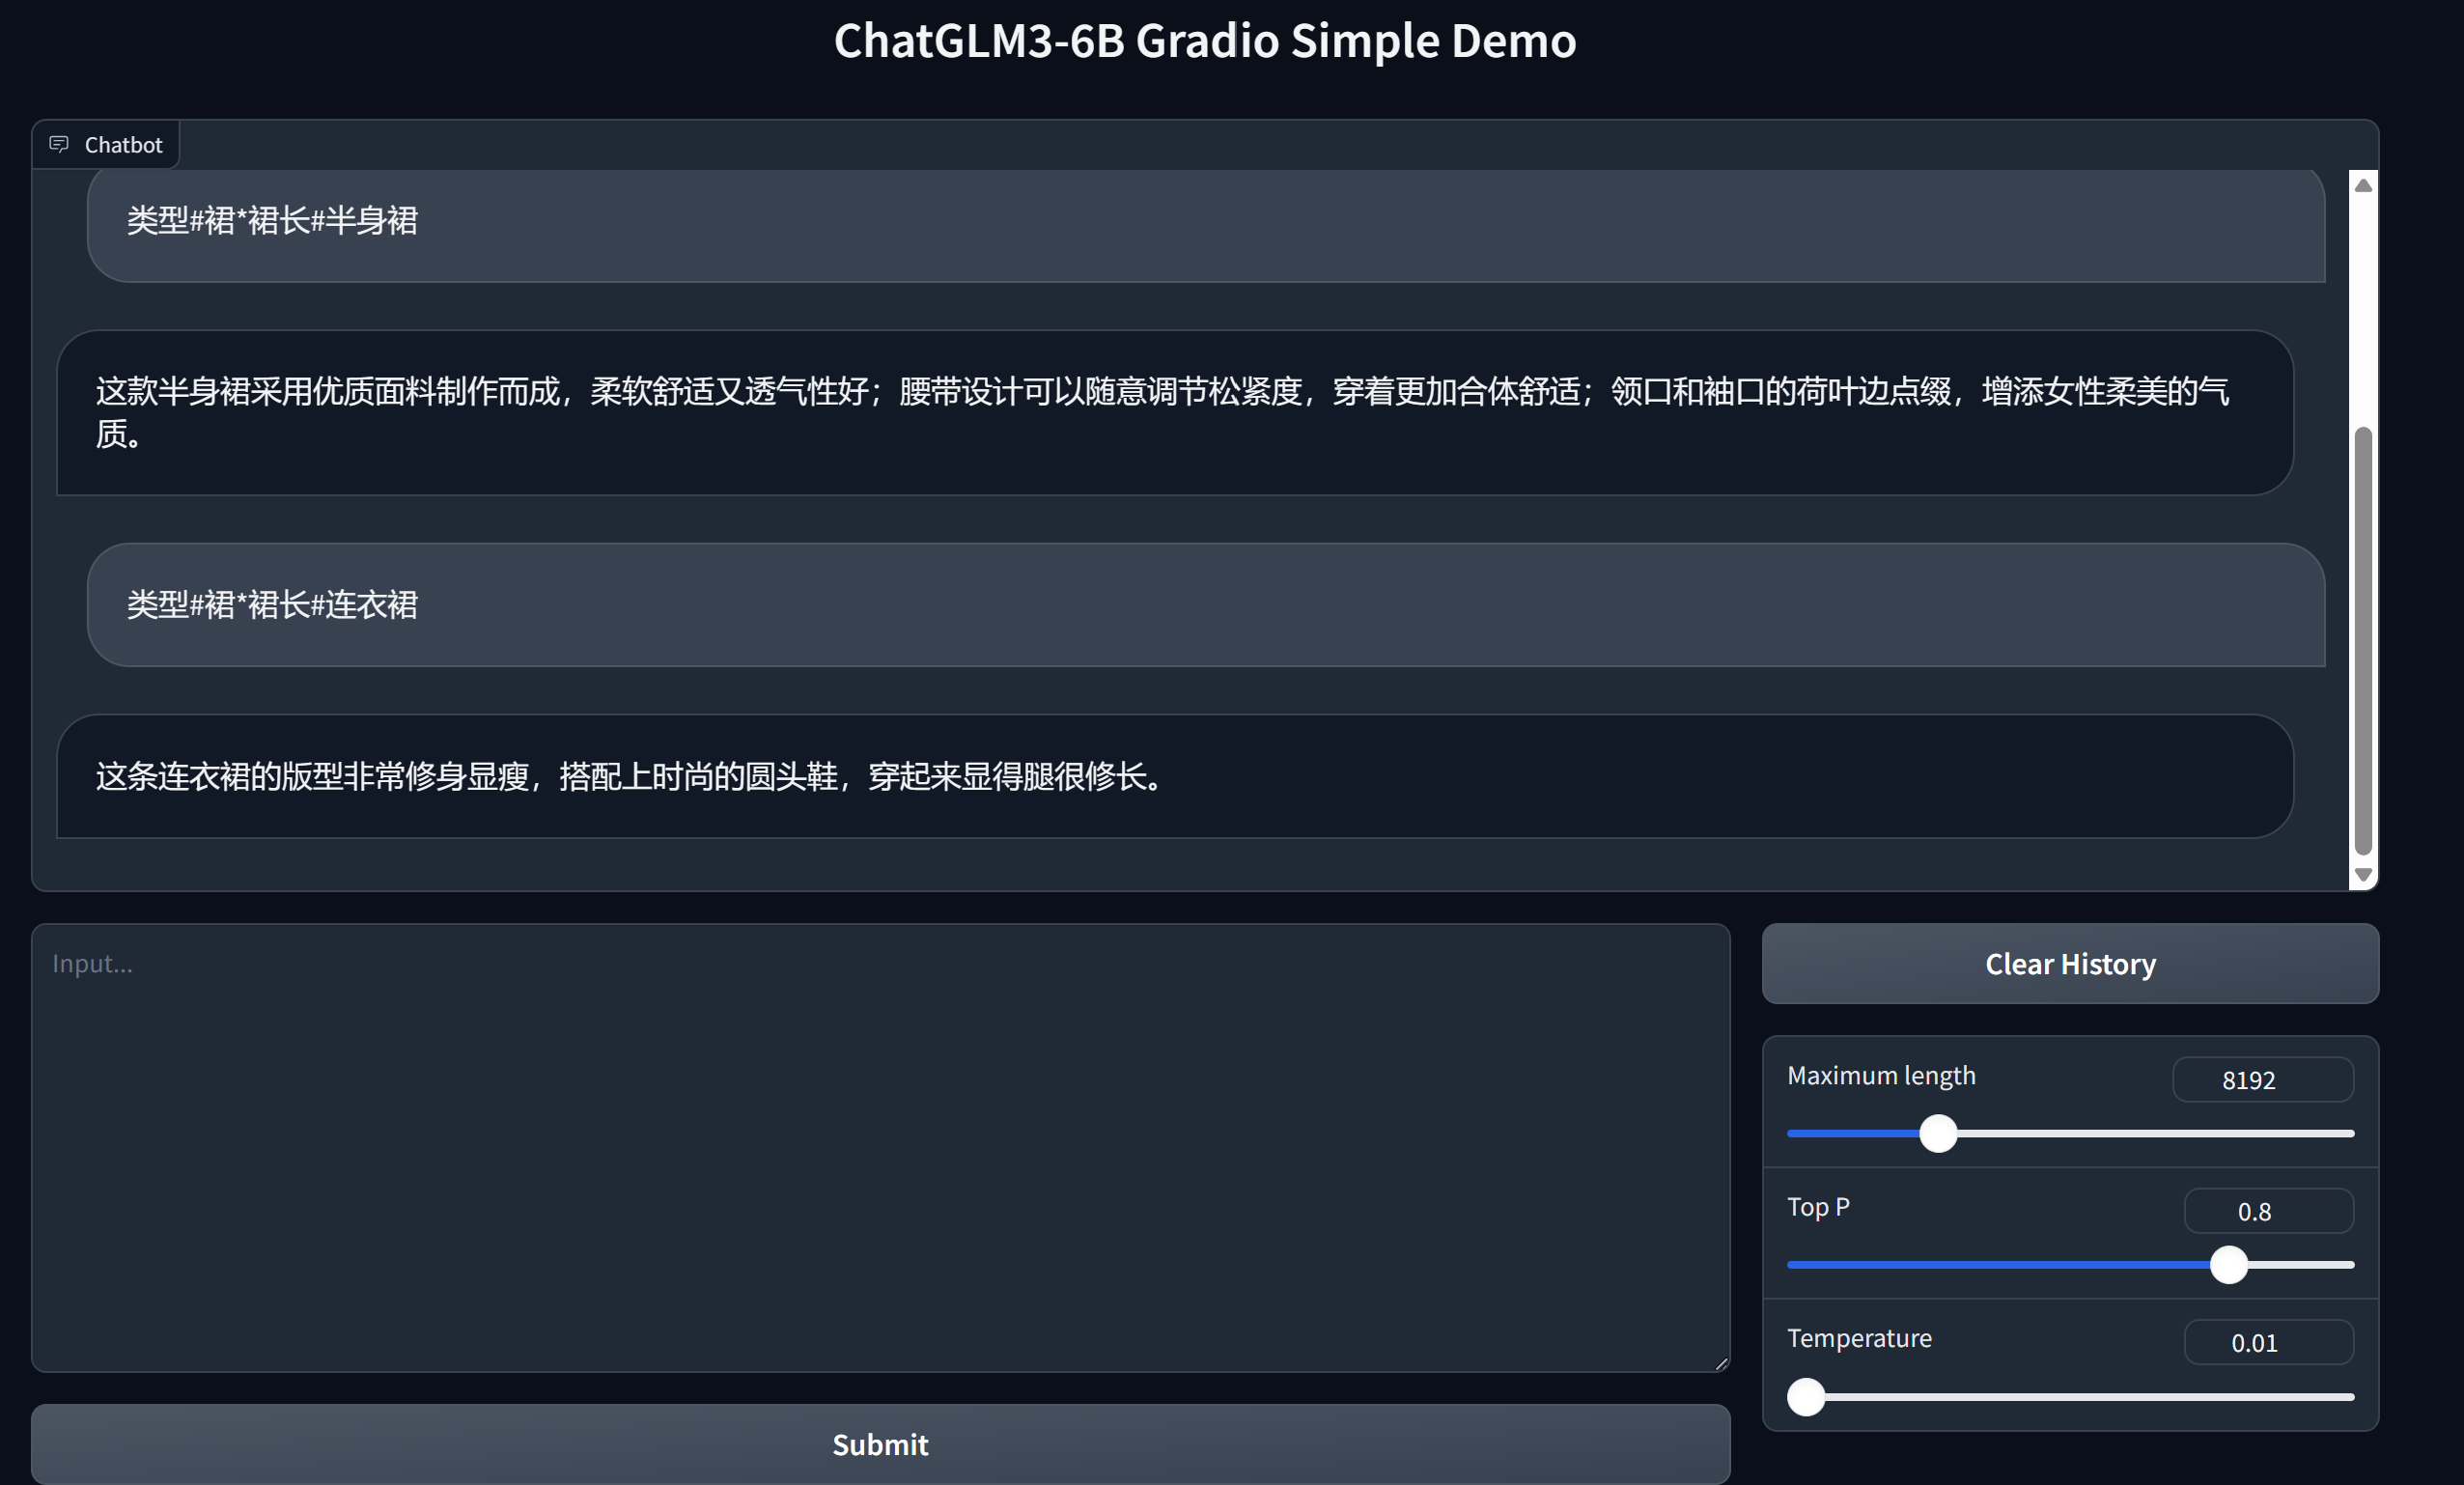 ChatGLM3-6B Gradio Simple Demo
Chatbot
类型#裙*裙长#半身裙
这款半身裙采用优质面料制作而成，柔软舒适又透气性好；腰带设计可以随意调节松紧度，穿着更加合体舒适；领口和袖口的荷叶边点缀，增添女性柔美的气
质。
类型#裙*裙长#连衣裙
这条连衣裙的版型非常修身显瘦，搭配上时尚的圆头鞋，穿起来显得腿很修长。
Input...
Submit
Clear History
Maximum length
8192
Top P
0.8
Temperature
0.01